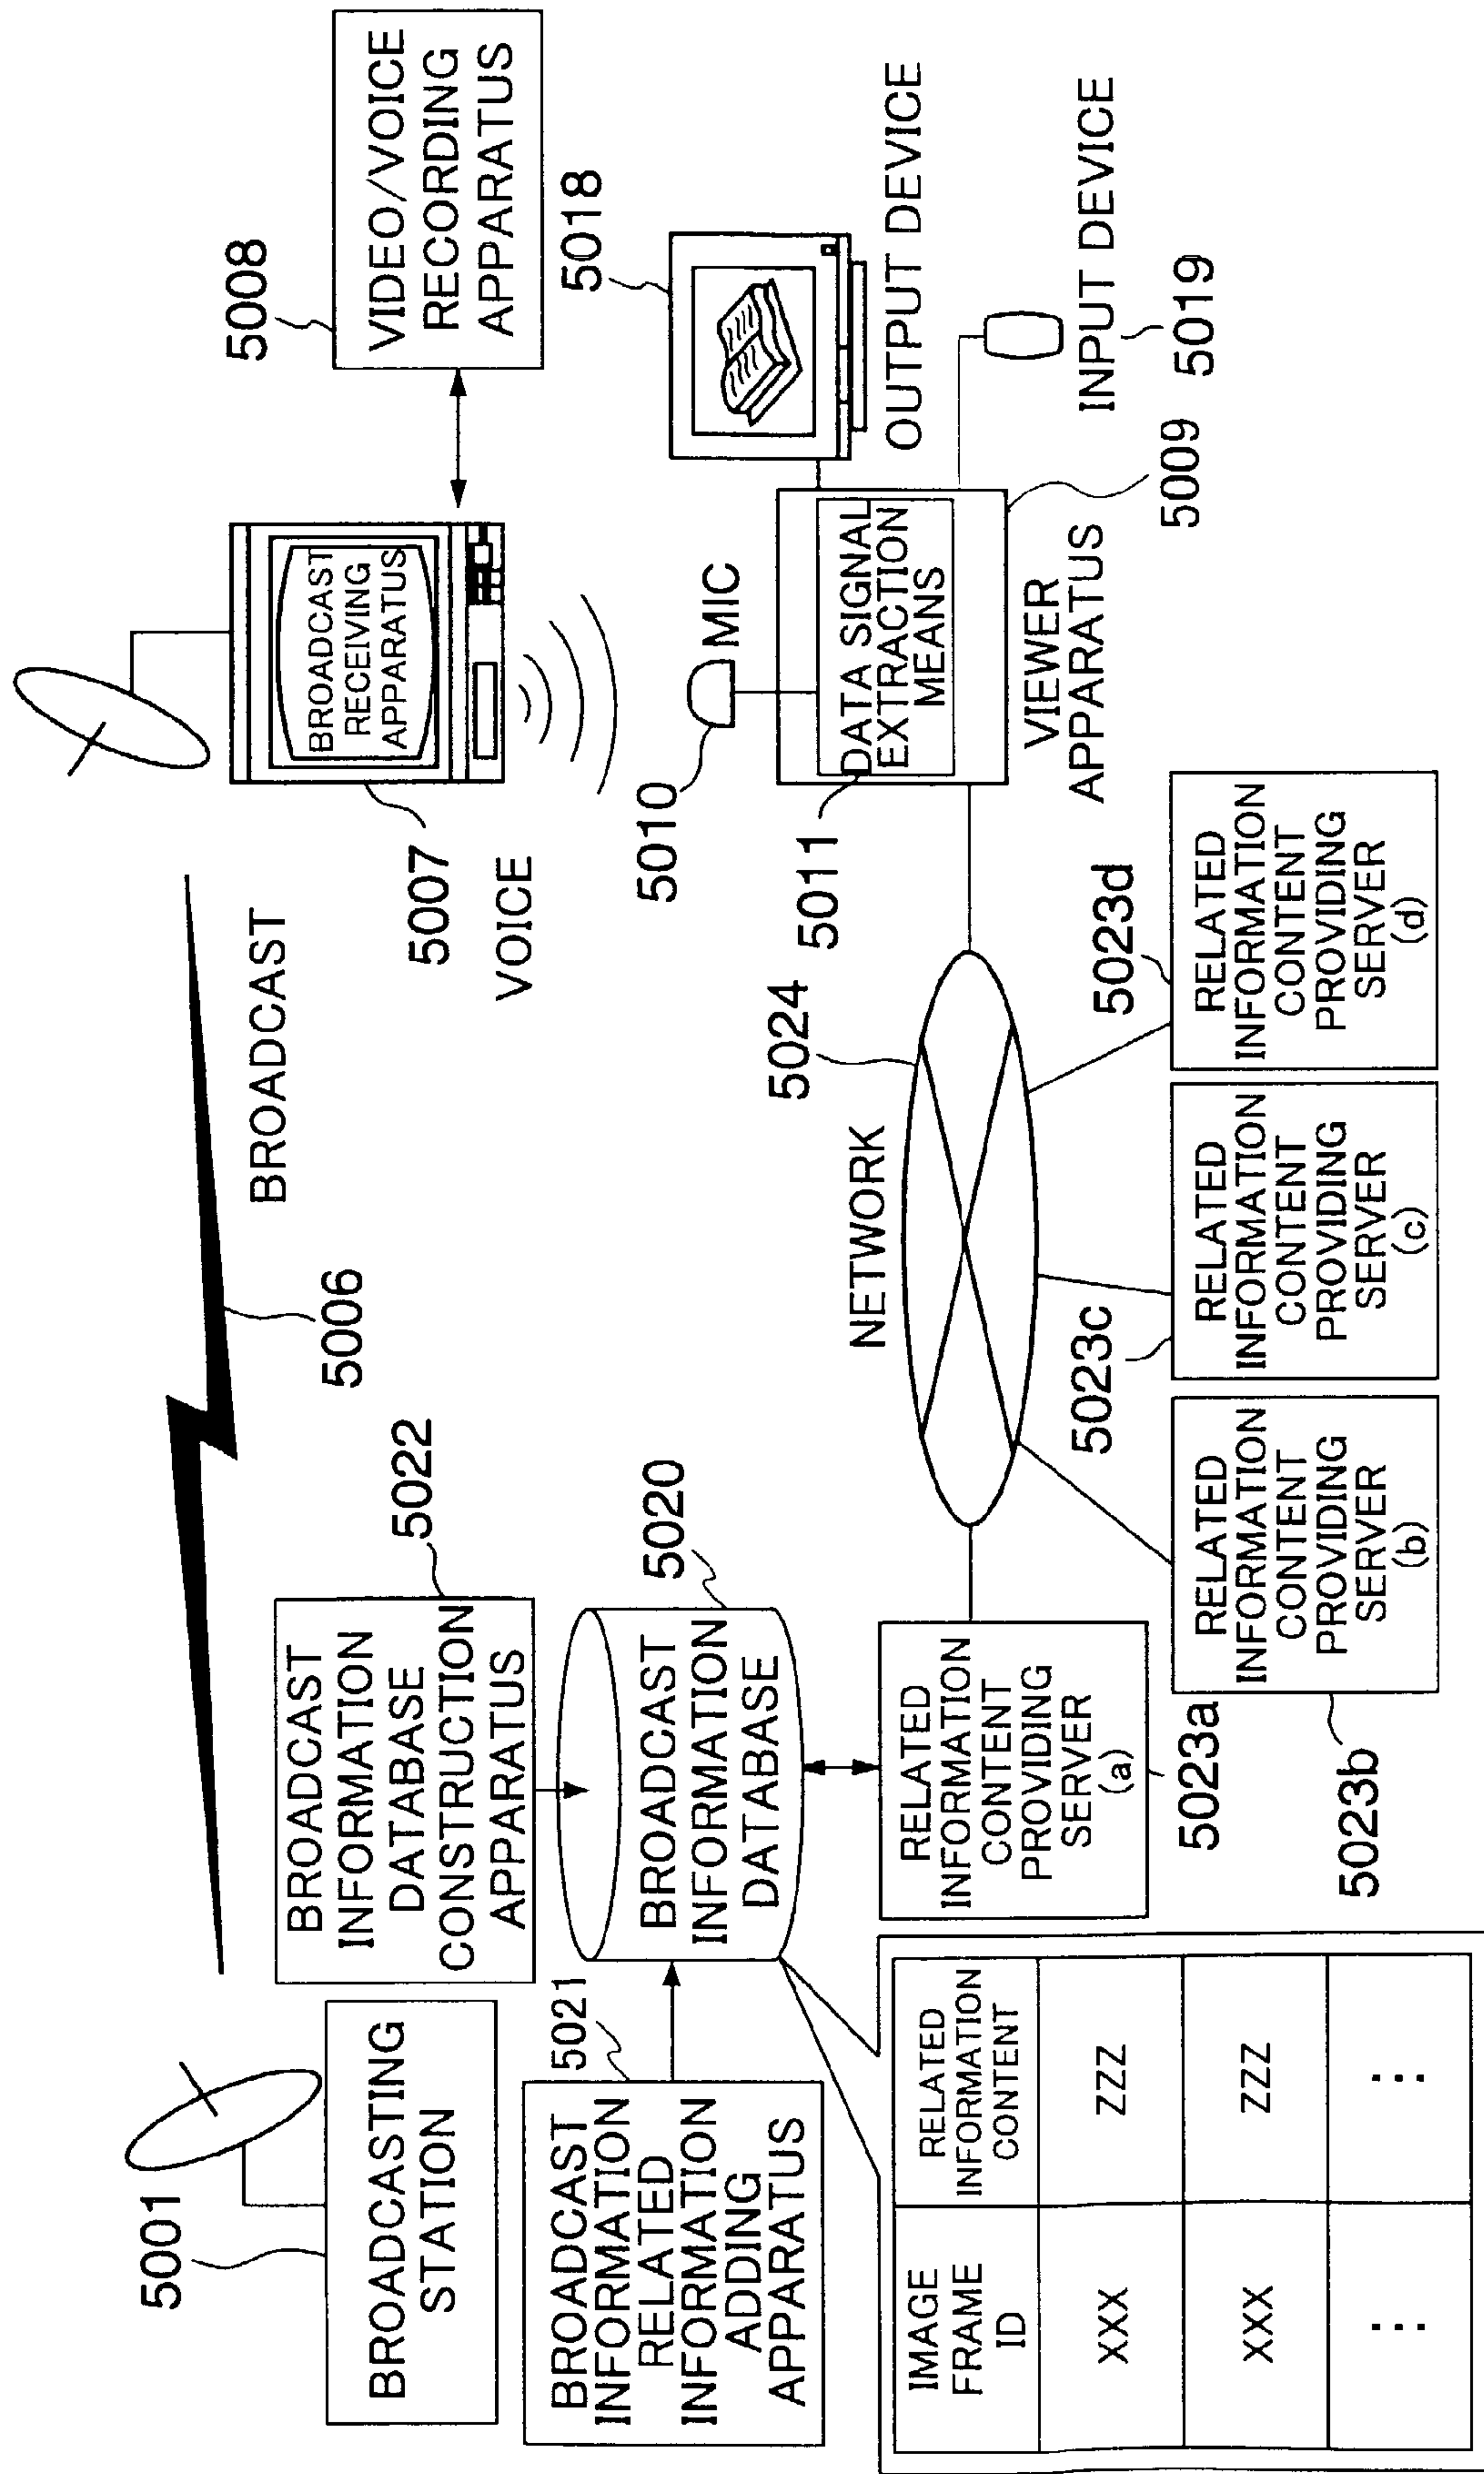 5001
BROADCASTING
STATION
BROADCAST
5006
5007
BROADCAST
RECEIVING
APPARATUS
VOICE
5008
VIDEO/VOICE
RECORDING
APPARATUS
5022
BROADCAST
INFORMATION
DATABASE
CONSTRUCTION
APPARATUS
5021
BROADCAST
INFORMATION
RELATED
INFORMATION
ADDING
APPARATUS
5020
BROADCAST
INFORMATION
DATABASE
5010
MIC
5011
DATA SIGNAL
EXTRACTION
MEANS
VIEWER
APPARATUS
5009
5018
OUTPUT DEVICE
INPUT DEVICE
5019
NETWORK
5024
RELATED
INFORMATION
CONTENT
PROVIDING
SERVER
(a)
5023a
5023b
RELATED
INFORMATION
CONTENT
PROVIDING
SERVER
(b)
5023c
RELATED
INFORMATION
CONTENT
PROVIDING
SERVER
(c)
5023d
RELATED
INFORMATION
CONTENT
PROVIDING
SERVER
(d)
IMAGE
FRAME
ID
RELATED
INFORMATION
CONTENT
XXX
ZZZ
XXX
ZZZ
⋮
⋮